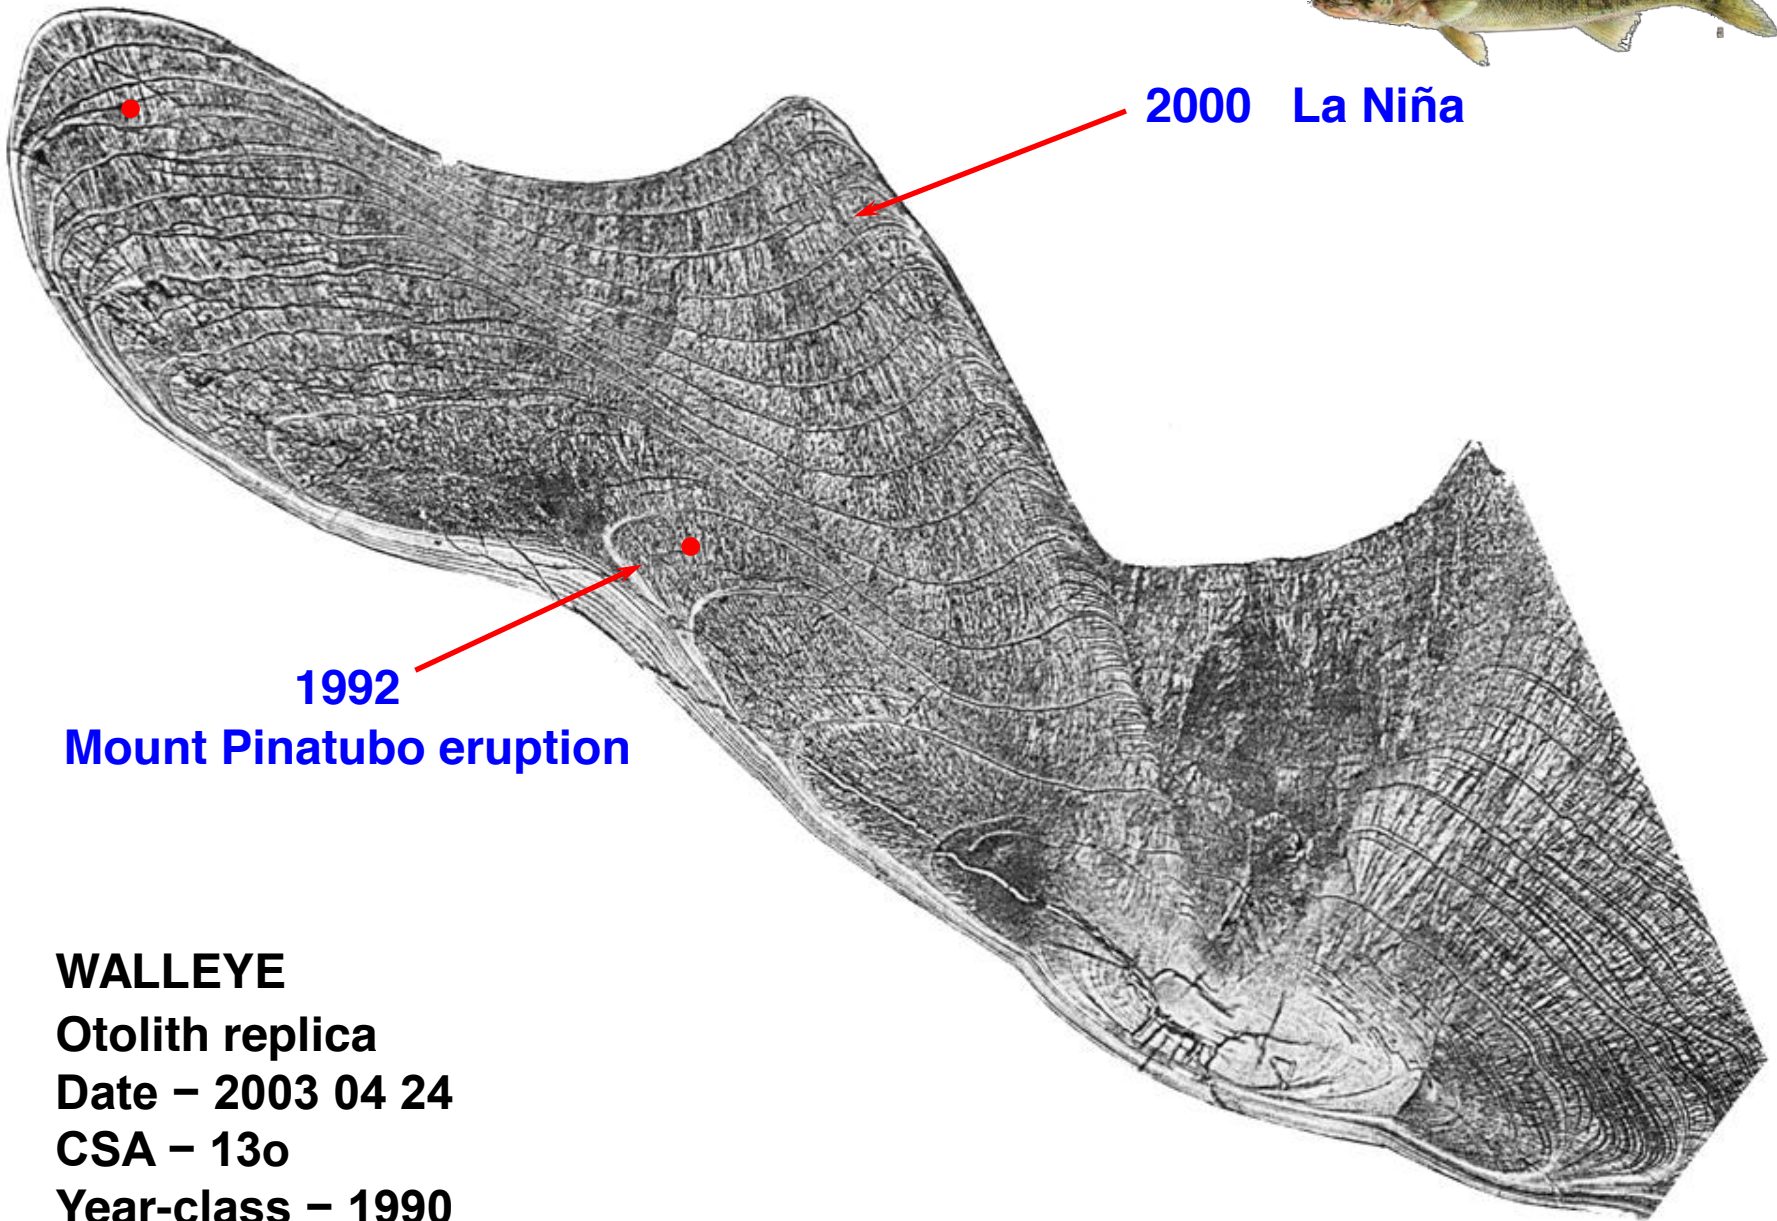 2000 La Niña
1992
Mount Pinatubo eruption
WALLEYE
Otolith replica
Date − 2003 04 24
CSA − 13o
Year-class − 1990